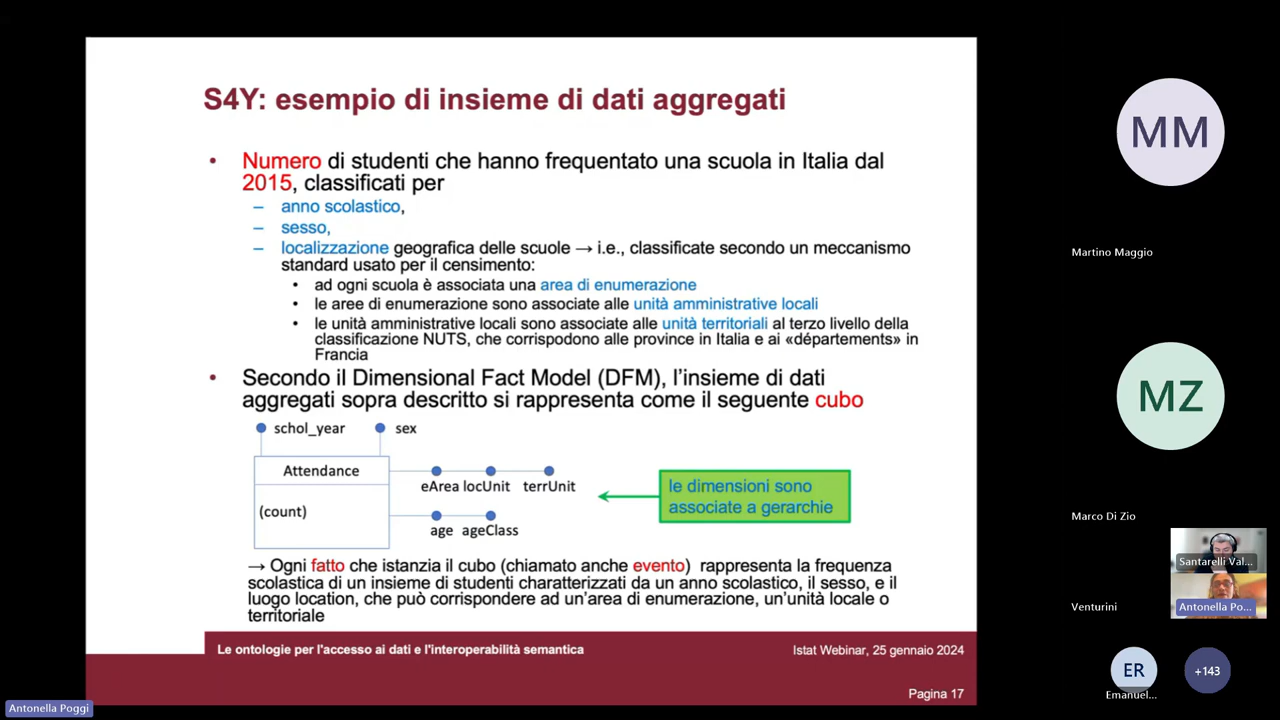 S4Y: esempio di insieme di dati aggregati
• Numero di studenti che hanno frequentato una scuola in Italia dal
2015, classificati per
– anno scolastico,
– sesso,
– localizzazione geografica delle scuole → i.e., classificate secondo un meccanismo
standard usato per il censimento:
• ad ogni scuola è associata una area di enumerazione
• le aree di enumerazione sono associate alle unità amministrative locali
• le unità amministrative locali sono associate alle unità territoriali al terzo livello della
classificazione NUTS, che corrispodono alle province in Italia e ai «départements» in
Francia
• Secondo il Dimensional Fact Model (DFM), l'insieme di dati
aggregati sopra descritto si rappresenta come il seguente cubo
schol_year sex
Attendance
(count)
eArea locUnit terrUnit
age ageClass
le dimensioni sono
associate a gerarchie
→ Ogni fatto che istanzia il cubo (chiamato anche evento) rappresenta la frequenza
scolastica di un insieme di studenti charatterizzati da un anno scolastico, il sesso, e il
luogo location, che può corrispondere ad un'area di enumerazione, un'unità locale o
territoriale
Le ontologie per l'accesso ai dati e l'interoperabilità semantica
Istat Webinar, 25 gennaio 2024
Pagina 17
Antonella Poggi
MM
Martino Maggio
MZ
Marco Di Zio
Santarelli Val...
Antonella Po...
Venturini
ER
Emanuel...
+143